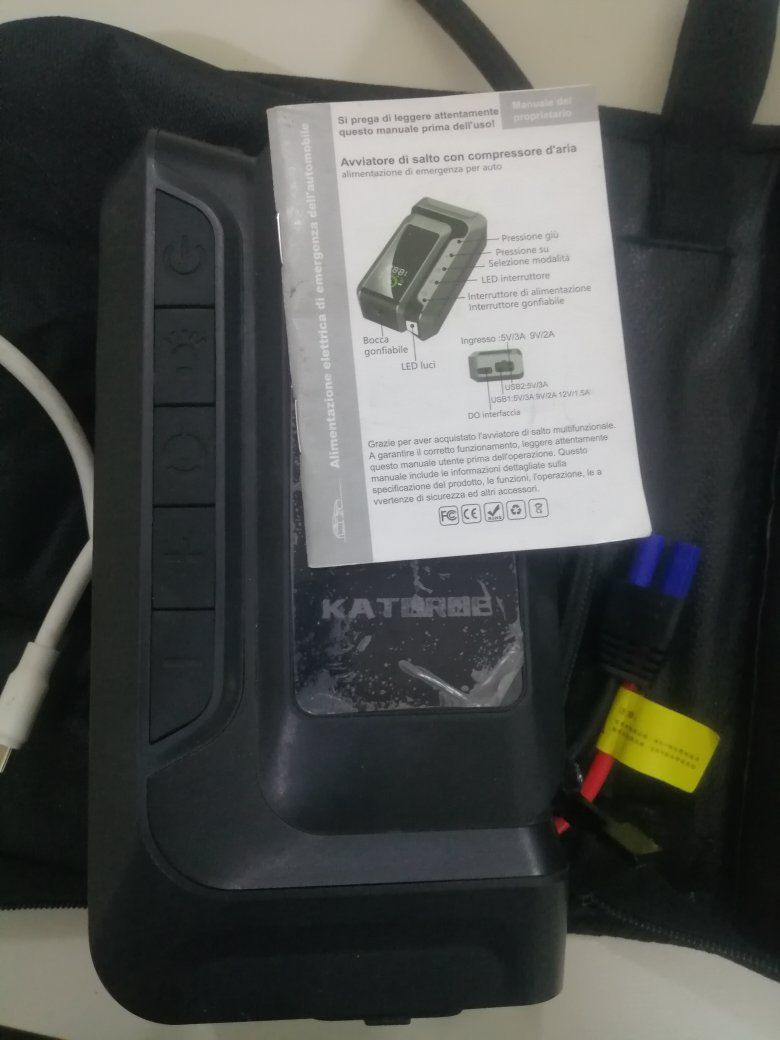 Si prega di leggere attentamente
questo manuale prima dell'uso!
Manuale del
proprietario
Alimentazione elettrica di emergenza dell'automobile
Avviatore di salto con compressore d'aria
alimentazione di emergenza per auto
Pressione giù
Pressione su
Selezione modalità
LED interruttore
Interruttore di alimentazione
Interruttore gonfiabile
Bocca
gonfiabile
LED luci
Ingresso :5V/3A 9V/2A
USB2:5V/3A
USB1:5V/3A 9V/2A 12V/1.5A
DO interfaccia
Grazie per aver acquistato l'avviatore di salto multifunzionale.
A garantire il corretto funzionamento, leggere attentamente
questo manuale utente prima dell'operazione. Questo
manuale include le informazioni dettagliate sulla
specificazione del prodotto, le funzioni, l'operazione, le a
vvertenze di sicurezza ed altri accessori.
FC CE RoHS